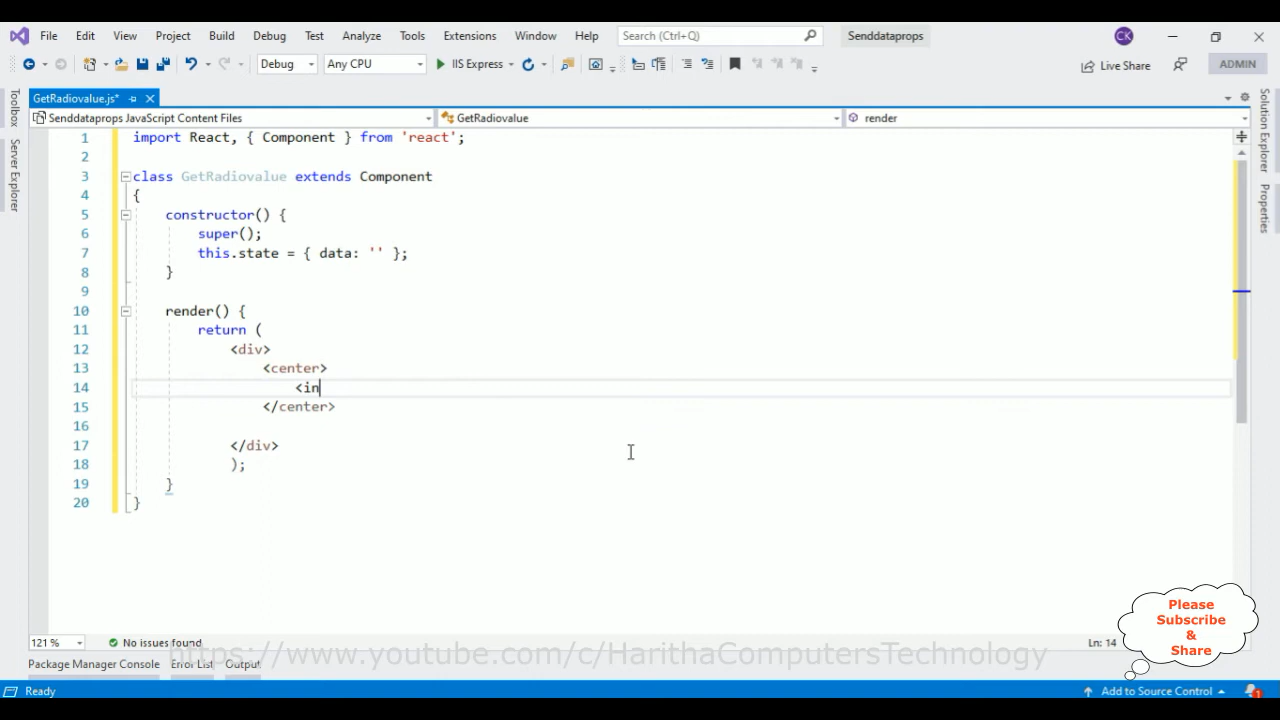 File Edit View Project Build Debug Test Analyze Tools Extensions Window Help Search (Ctrl+Q) Senddataprops CK
Debug Any CPU IIS Express Live Share ADMIN
GetRadiovalue.js*
Senddataprops JavaScript Content Files GetRadiovalue render
Toolbox
Server Explorer
Solution Explorer
Properties
1 import React, { Component } from 'react';
2
3 class GetRadiovalue extends Component
4 {
5 constructor() {
6 super();
7 this.state = { data: '' };
8 }
9
10 render() {
11 return (
12 <div>
13 <center>
14 <in
15 </center>
16
17 </div>
18 );
19 }
20 }
Please
Subscribe
&
Share
121 % No issues found Ln: 14
https://www.youtube.com/c/HarithaComputersTechnology
Package Manager Console Error List Output
Ready Add to Source Control 1